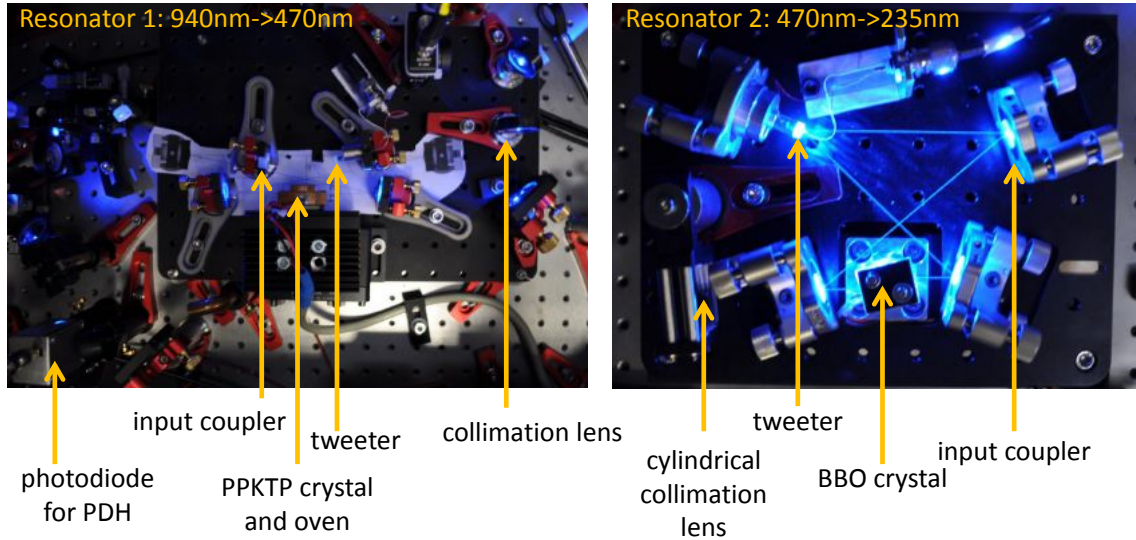 Resonator 1: 940nm->470nm
Resonator 2: 470nm->235nm
input coupler
tweeter
collimation lens
photodiode
for PDH
PPKTP crystal
and oven
tweeter
input coupler
cylindrical
collimation
lens
BBO crystal